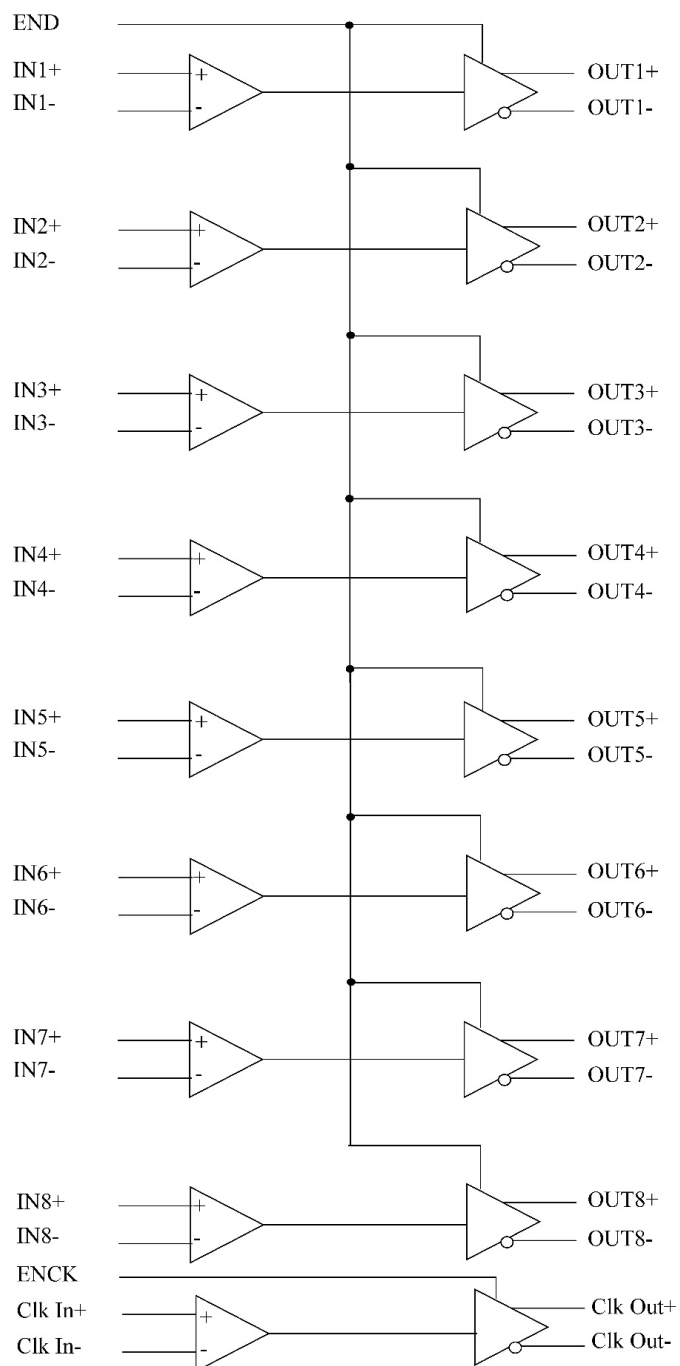 END
IN1+ + OUT1+
IN1- - OUT1-
IN2+ + OUT2+
IN2- - OUT2-
IN3+ + OUT3+
IN3- - OUT3-
IN4+ + OUT4+
IN4- - OUT4-
IN5+ + OUT5+
IN5- - OUT5-
IN6+ + OUT6+
IN6- - OUT6-
IN7+ + OUT7+
IN7- - OUT7-
IN8+ + OUT8+
IN8- - OUT8-
ENCK
Clk In+ + Clk Out+
Clk In- - Clk Out-